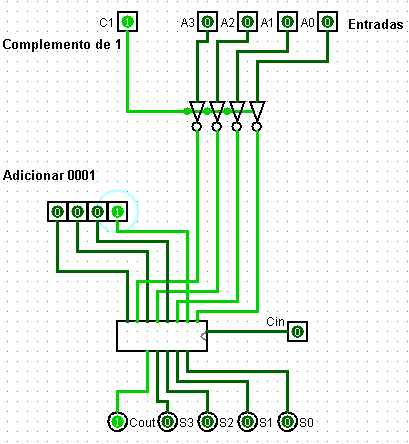 C1 1 A3 0 A2 0 A1 0 A0 0 Entradas
Complemento de 1
Adicionar 0001
0 0 0 1
Cin
0
1 Cout 0 S3 0 S2 0 S1 0 S0